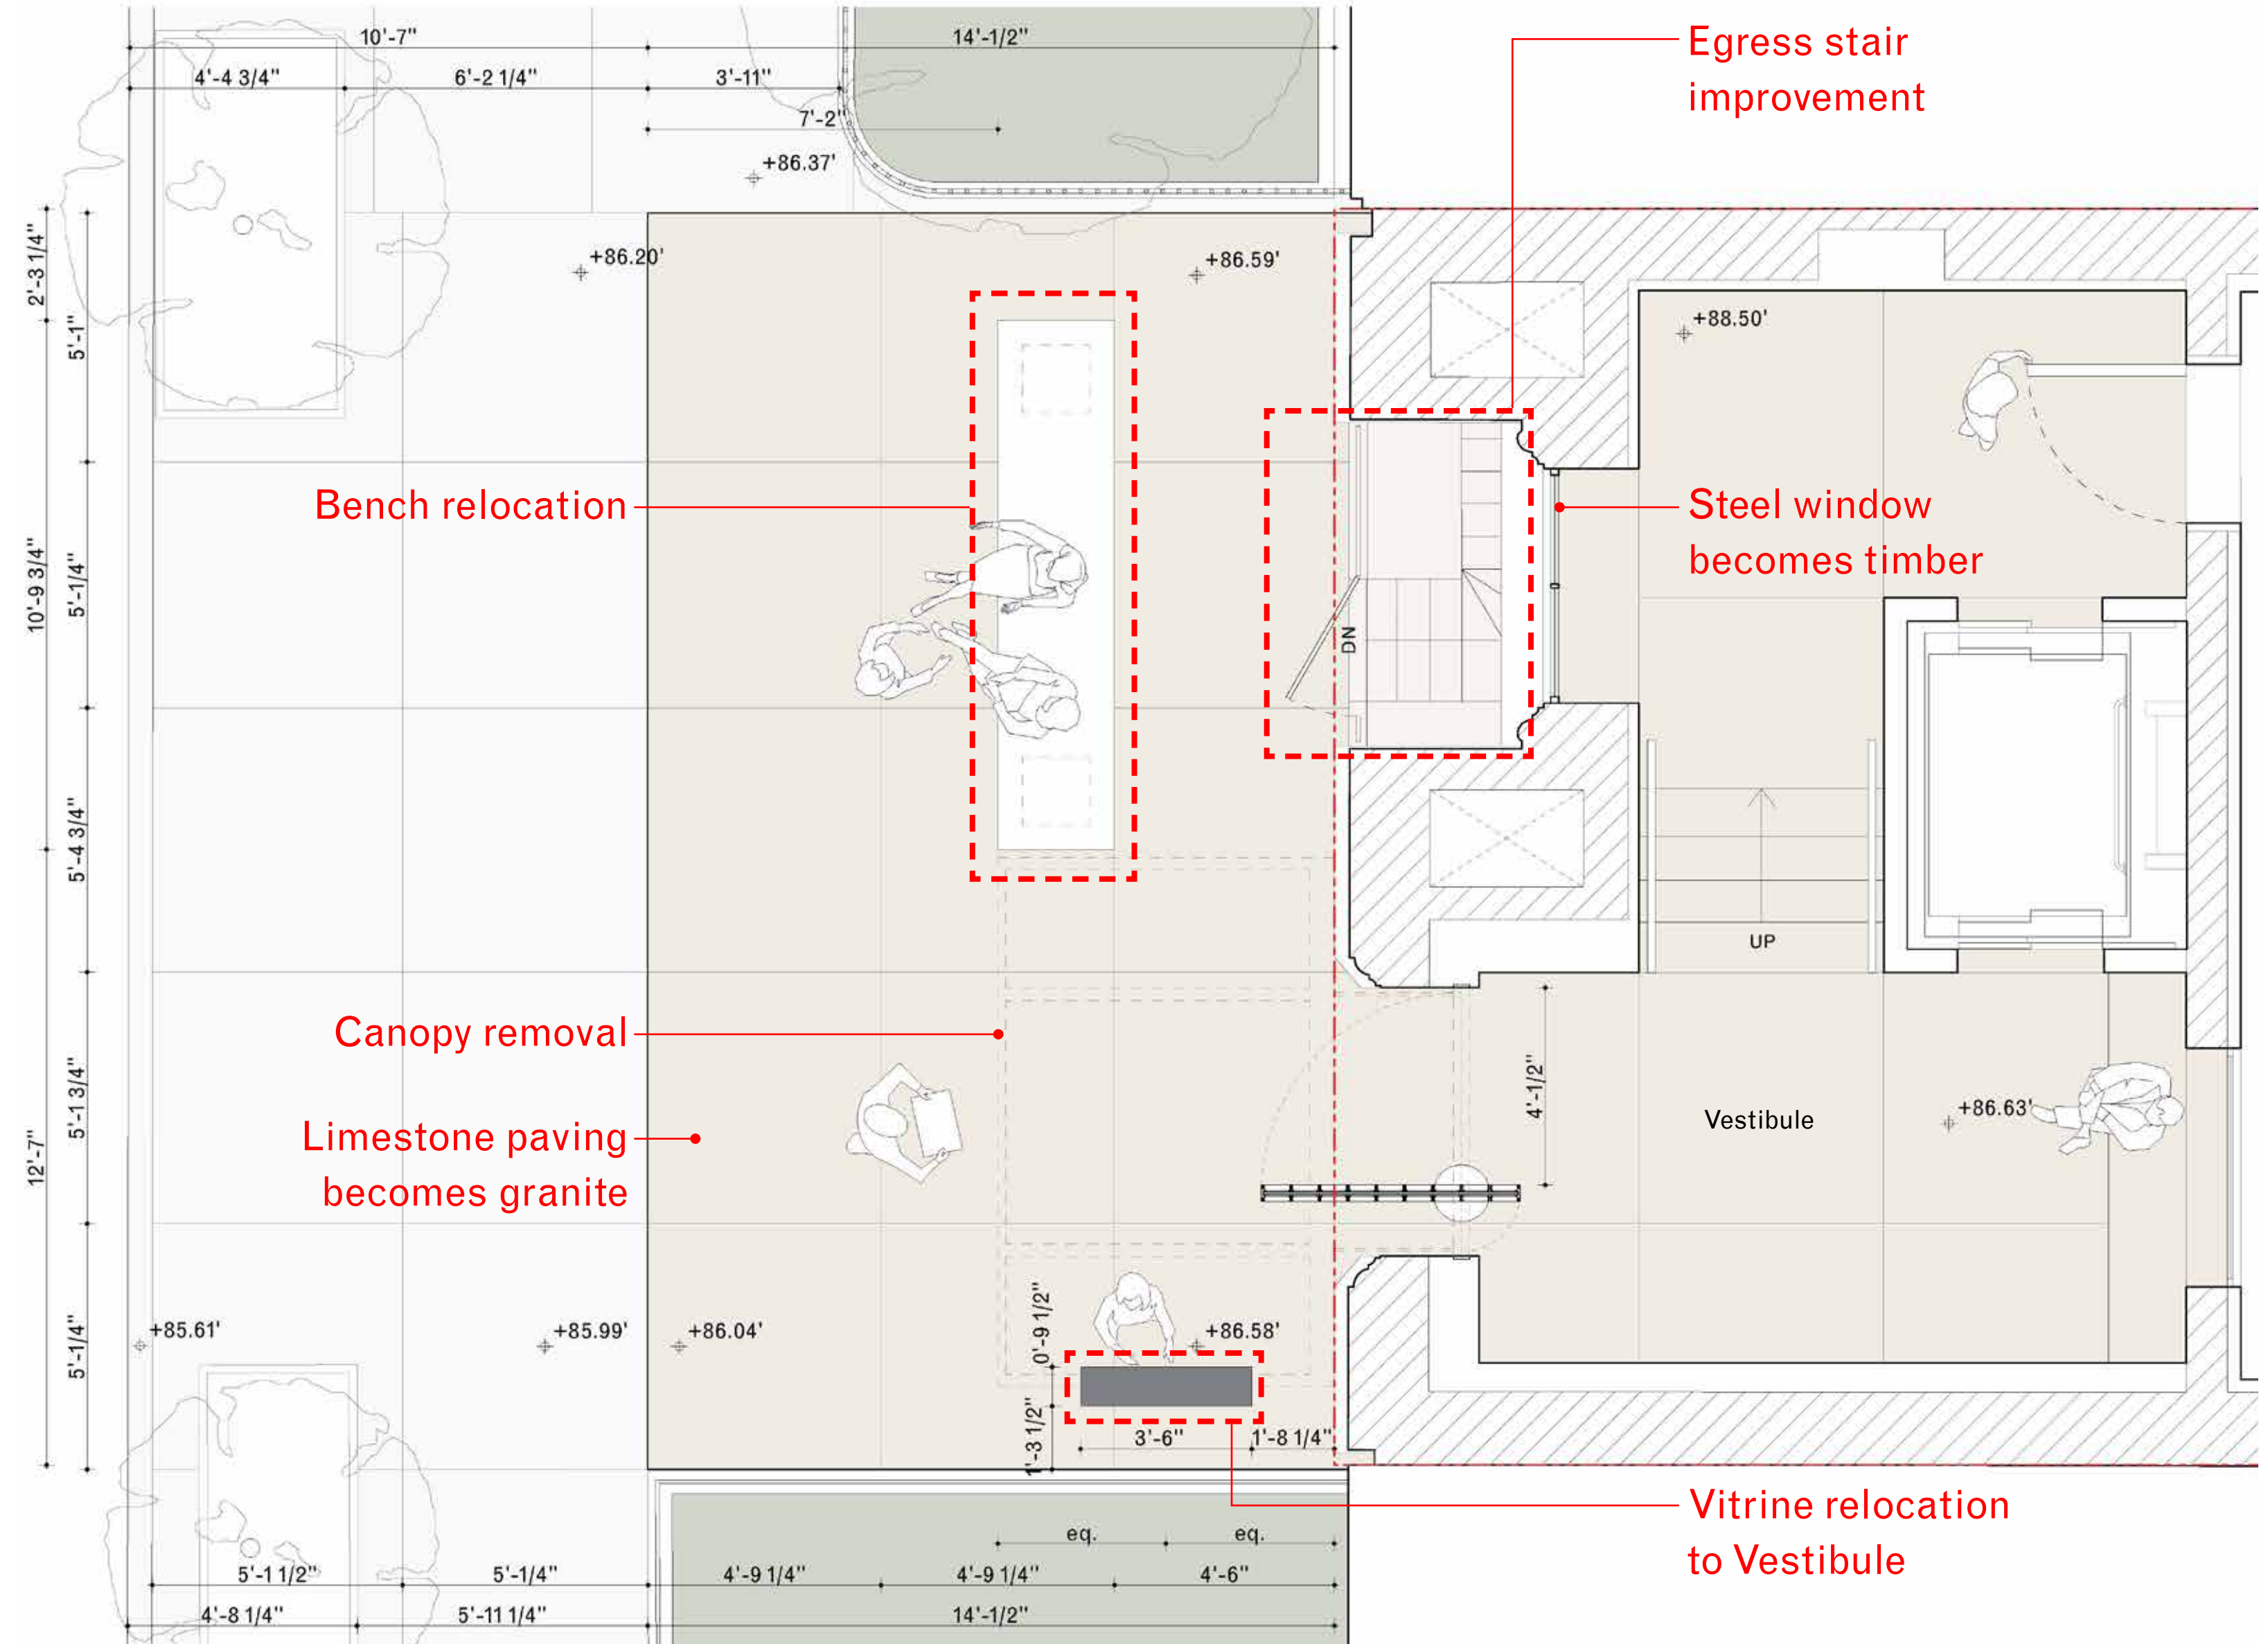 10'-7"
14'-1/2"
Egress stair
improvement
4'-4 3/4"
6'-2 1/4"
3'-11"
7'-2"
+86.37'
+86.20'
+86.59'
2'-3 1/4"
5'-1"
+88.50'
Bench relocation
Steel window
becomes timber
10'-9 3/4"
5'-1/4"
DN
5'-4 3/4"
UP
Canopy removal
4'-1/2"
5'-1 3/4"
Vestibule
+86.63'
Limestone paving
becomes granite
12'-7"
+85.61'
+85.99'
+86.04'
0'-9 1/2"
+86.58'
5'-1/4"
1'-3 1/2"
3'-6"
1'-8 1/4"
Vitrine relocation
to Vestibule
eq.
eq.
5'-1 1/2"
5'-1/4"
4'-9 1/4"
4'-9 1/4"
4'-6"
4'-8 1/4"
5'-11 1/4"
14'-1/2"